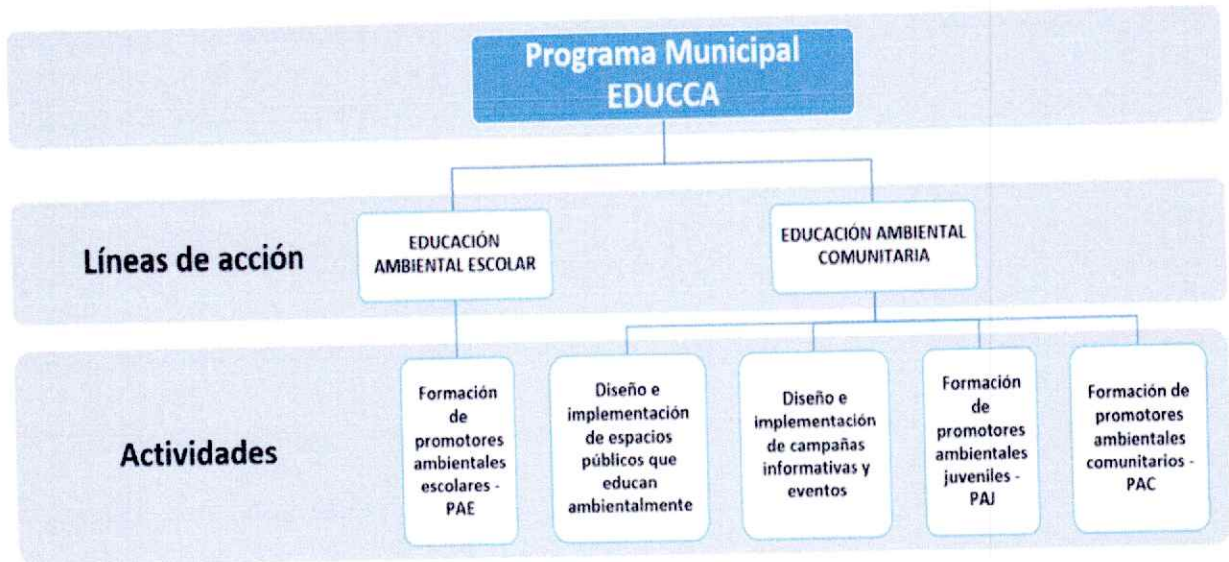 Programa Municipal
EDUCCA
Líneas de acción
EDUCACIÓN
AMBIENTAL ESCOLAR
EDUCACIÓN AMBIENTAL
COMUNITARIA
Actividades
Formación
de
promotores
ambientales
escolares -
PAE
Diseño e
implementación
de espacios
públicos que
educan
ambientalmente
Diseño e
implementación
de campañas
informativas y
eventos
Formación
de
promotores
ambientales
juveniles -
PAJ
Formación de
promotores
ambientales
comunitarios -
PAC